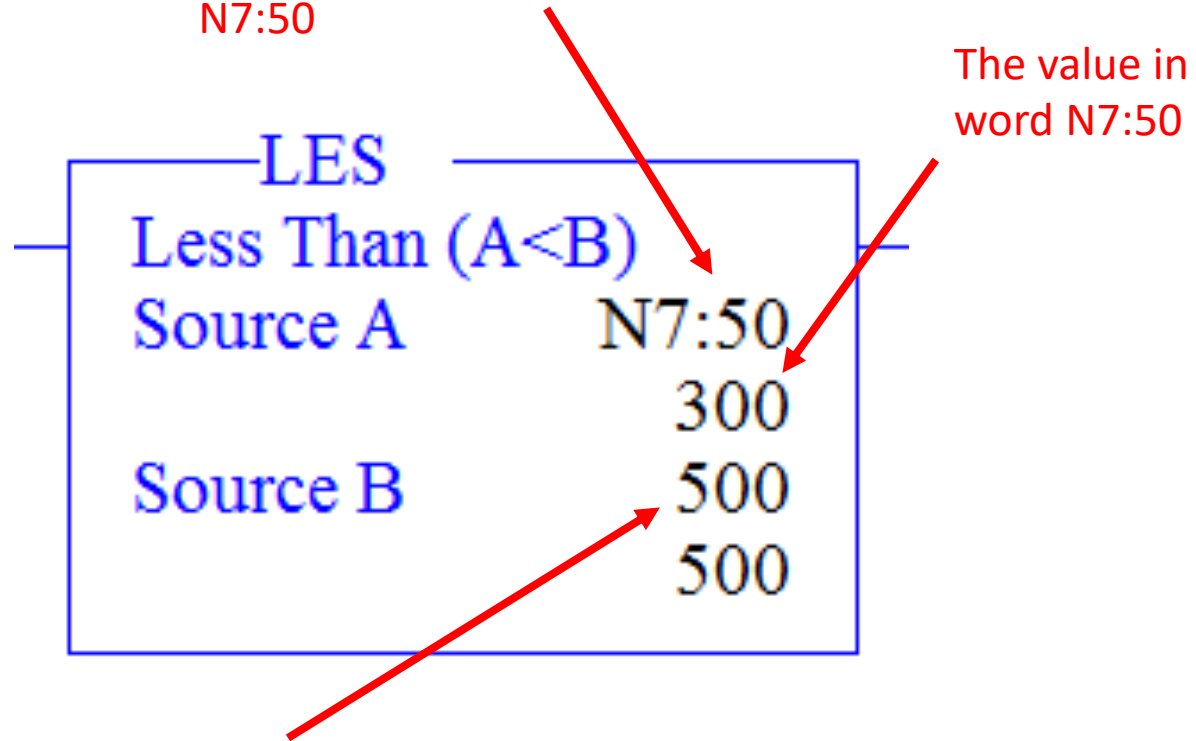 N7:50
The value in
word N7:50
LES
Less Than (A<B)
Source A N7:50
300
Source B 500
500